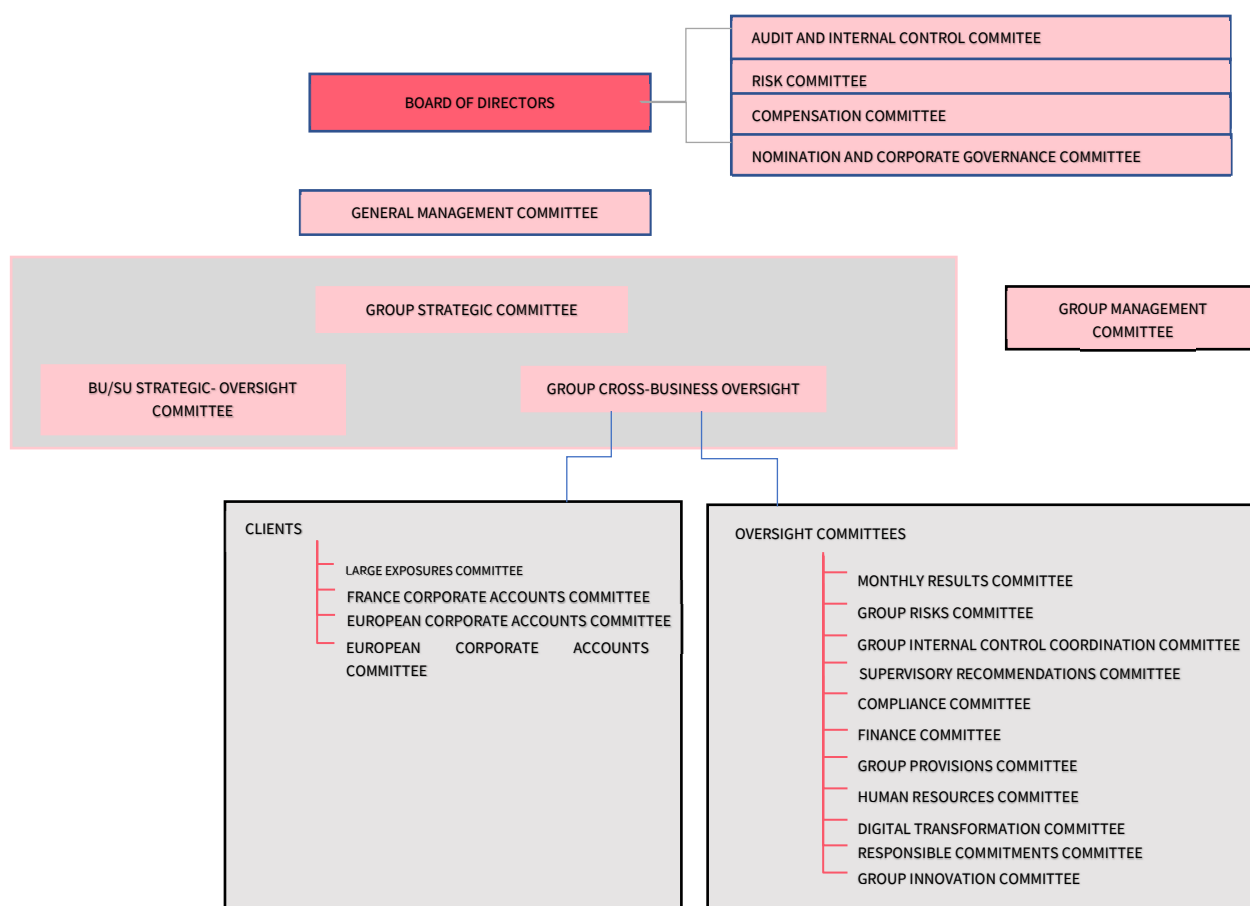 AUDIT AND INTERNAL CONTROL COMMITEE
RISK COMMITTEE
BOARD OF DIRECTORS
COMPENSATION COMMITTEE
NOMINATION AND CORPORATE GOVERNANCE COMMITTEE
GENERAL MANAGEMENT COMMITTEE
GROUP STRATEGIC COMMITTEE
GROUP MANAGEMENT
COMMITTEE
BU/SU STRATEGIC- OVERSIGHT
COMMITTEE
GROUP CROSS-BUSINESS OVERSIGHT
CLIENTS
LARGE EXPOSURES COMMITTEE
FRANCE CORPORATE ACCOUNTS COMMITTEE
EUROPEAN CORPORATE ACCOUNTS COMMITTEE
EUROPEAN CORPORATE ACCOUNTS
COMMITTEE
OVERSIGHT COMMITTEES
MONTHLY RESULTS COMMITTEE
GROUP RISKS COMMITTEE
GROUP INTERNAL CONTROL COORDINATION COMMITTEE
SUPERVISORY RECOMMENDATIONS COMMITTEE
COMPLIANCE COMMITTEE
FINANCE COMMITTEE
GROUP PROVISIONS COMMITTEE
HUMAN RESOURCES COMMITTEE
DIGITAL TRANSFORMATION COMMITTEE
RESPONSIBLE COMMITMENTS COMMITTEE
GROUP INNOVATION COMMITTEE